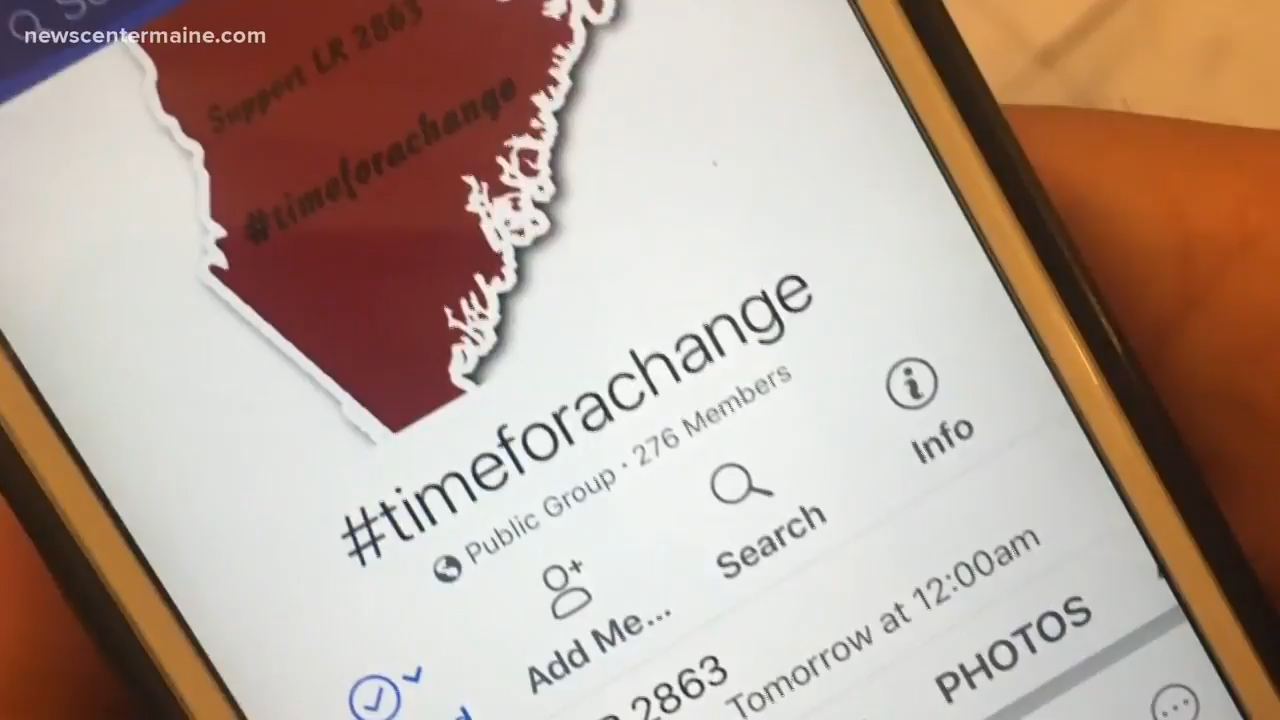 newscentermaine.com
Support LR 2863
#timeforachange
#timeforachange
Public Group · 276 Members
Info
Search
Add Me...
2863
Tomorrow at 12:00am
PHOTOS